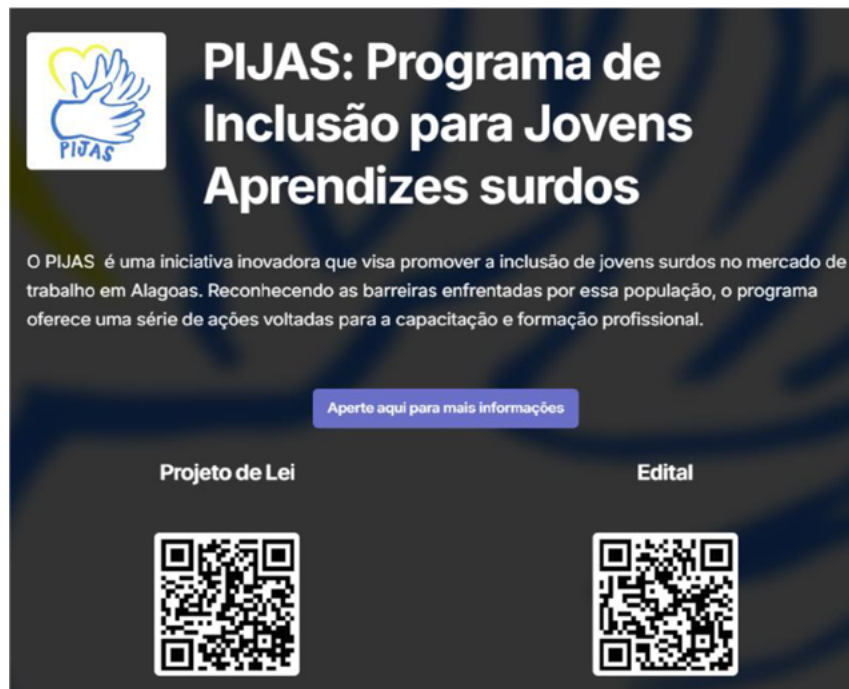 PIJAS: Programa de
Inclusão para Jovens
Aprendizes surdos
PIJAS
O PIJAS é uma iniciativa inovadora que visa promover a inclusão de jovens surdos no mercado de
trabalho em Alagoas. Reconhecendo as barreiras enfrentadas por essa população, o programa
oferece uma série de ações voltadas para a capacitação e formação profissional.
Aperte aqui para mais informações
Projeto de Lei
Edital